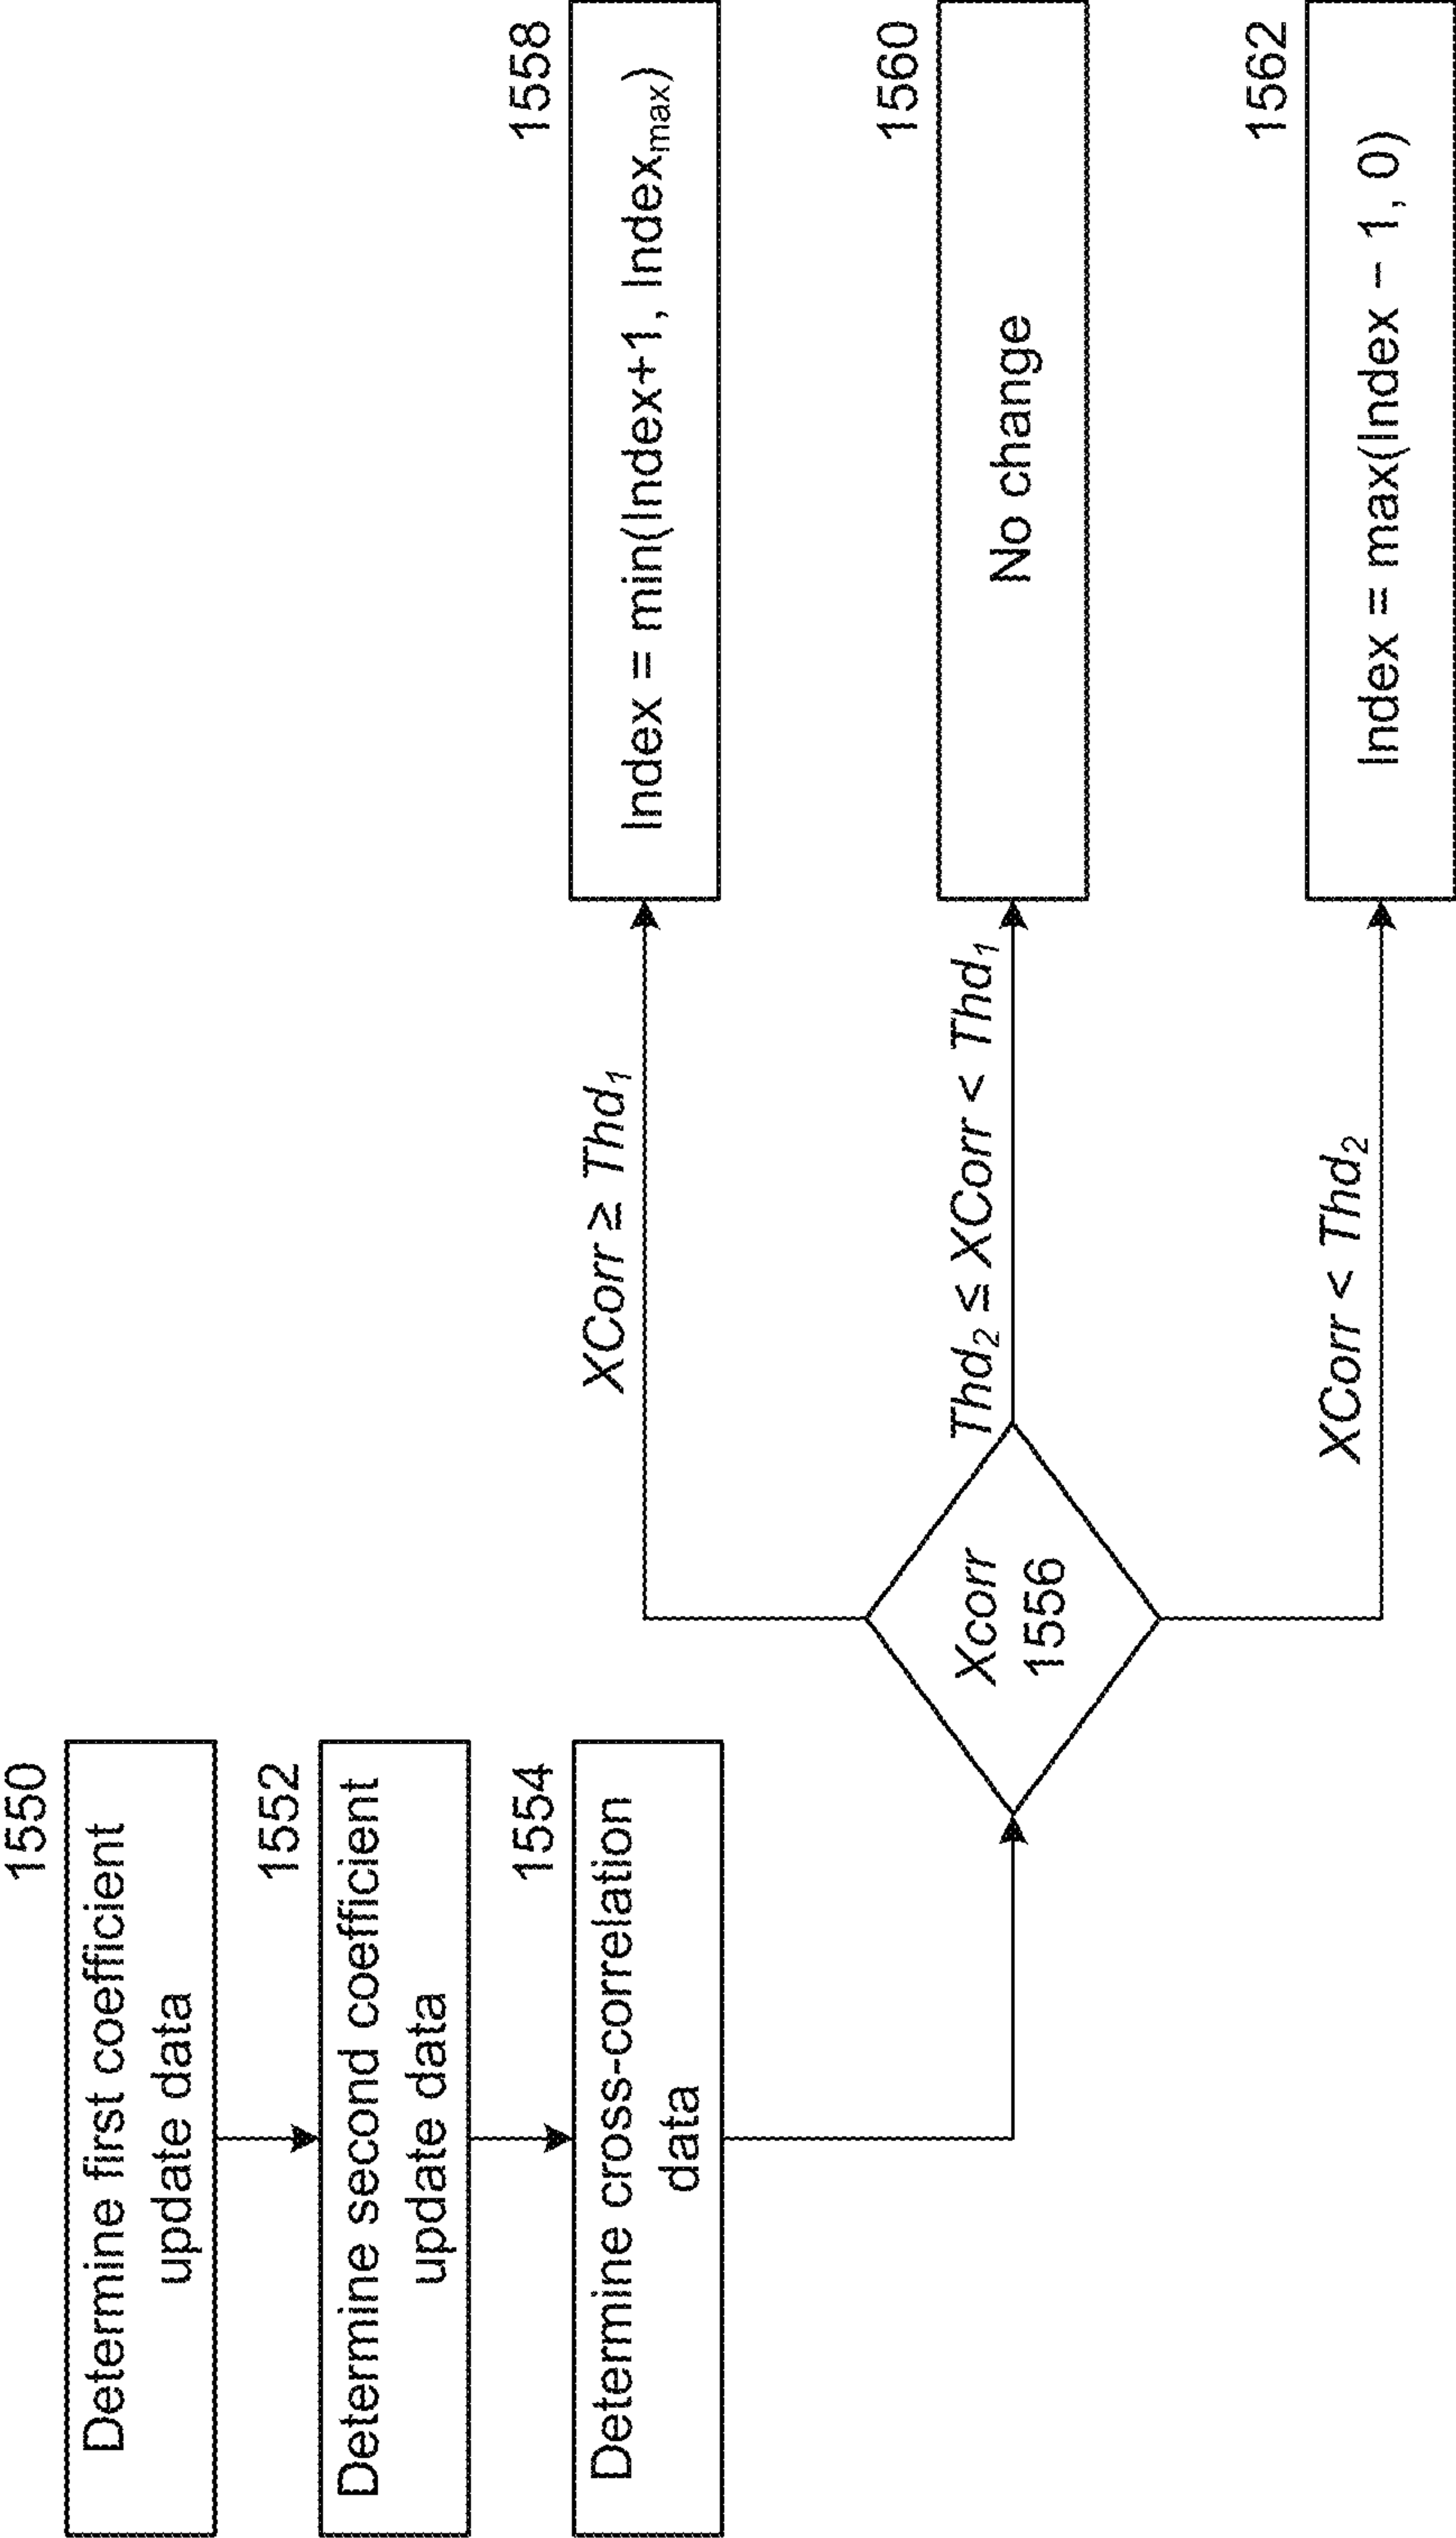 1550
Determine first coefficient
update data
1552
Determine second coefficient
update data
1554
Determine cross-correlation
data
Xcorr
1556
XCorr ≥ Thd₁
1558
Index = min(Index+1, Indexₘₐₓ)
Thd₂ ≤ XCorr < Thd₁
1560
No change
XCorr < Thd₂
1562
Index = max(Index − 1, 0)